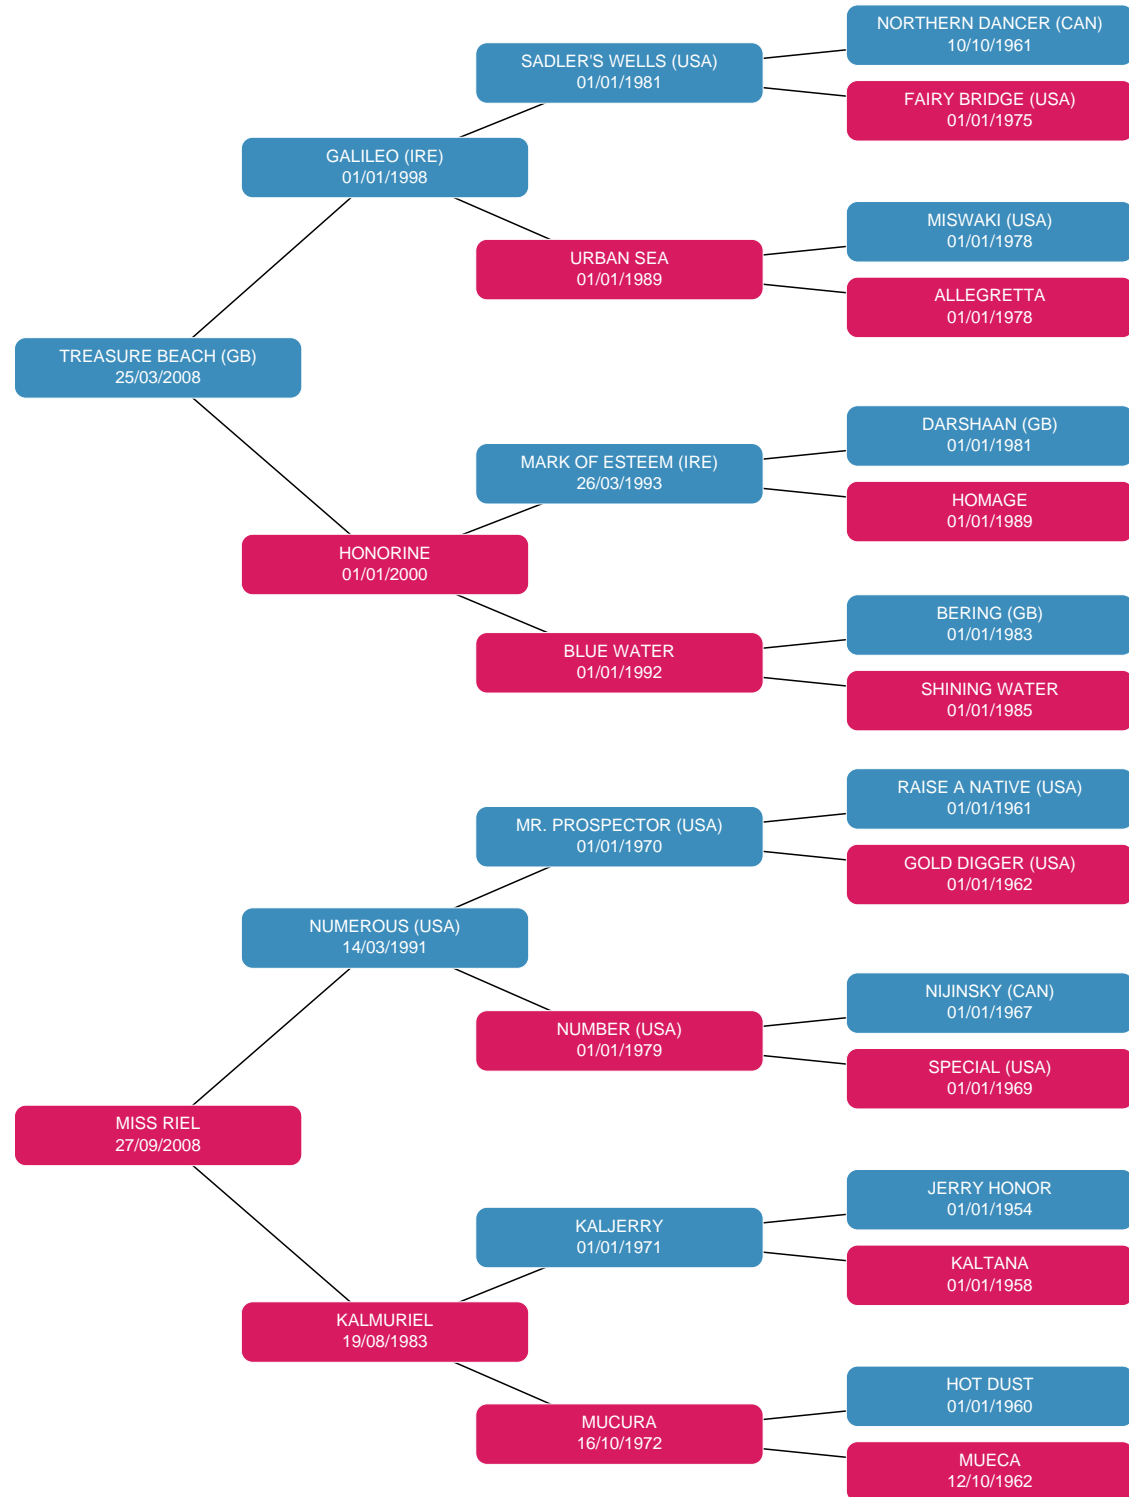 NORTHERN DANCER (CAN)
10/10/1961
SADLER'S WELLS (USA)
01/01/1981
FAIRY BRIDGE (USA)
01/01/1975
GALILEO (IRE)
01/01/1998
MISWAKI (USA)
01/01/1978
URBAN SEA
01/01/1989
ALLEGRETTA
01/01/1978
TREASURE BEACH (GB)
25/03/2008
DARSHAAN (GB)
01/01/1981
MARK OF ESTEEM (IRE)
26/03/1993
HOMAGE
01/01/1989
HONORINE
01/01/2000
BERING (GB)
01/01/1983
BLUE WATER
01/01/1992
SHINING WATER
01/01/1985
RAISE A NATIVE (USA)
01/01/1961
MR. PROSPECTOR (USA)
01/01/1970
GOLD DIGGER (USA)
01/01/1962
NUMEROUS (USA)
14/03/1991
NIJINSKY (CAN)
01/01/1967
NUMBER (USA)
01/01/1979
SPECIAL (USA)
01/01/1969
MISS RIEL
27/09/2008
JERRY HONOR
01/01/1954
KALJERRY
01/01/1971
KALTANA
01/01/1958
KALMURIEL
19/08/1983
HOT DUST
01/01/1960
MUCURA
16/10/1972
MUECA
12/10/1962